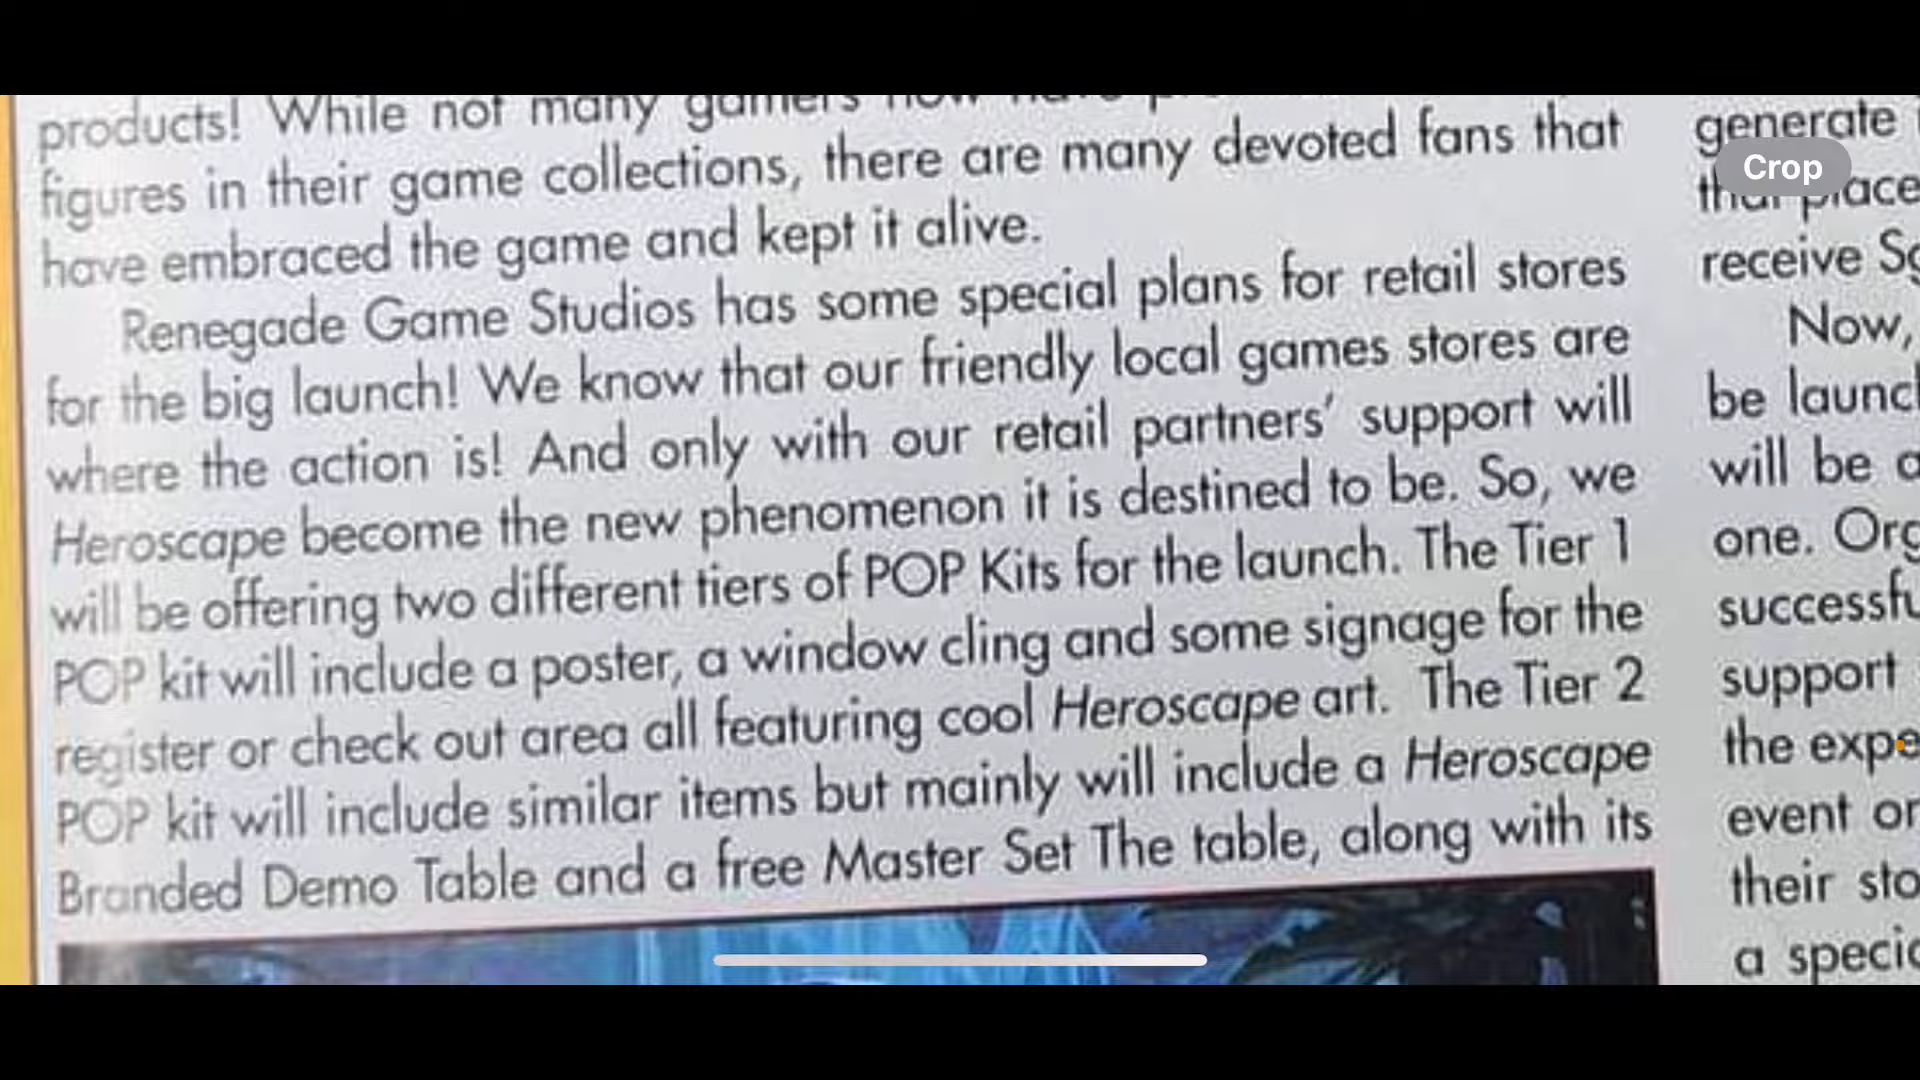 products! While not many gamers now have
figures in their game collections, there are many devoted fans that
have embraced the game and kept it alive.
Renegade Game Studios has some special plans for retail stores
for the big launch! We know that our friendly local games stores are
where the action is! And only with our retail partners’ support will
Heroscape become the new phenomenon it is destined to be. So, we
will be offering two different tiers of POP Kits for the launch. The Tier 1
POP kit will include a poster, a window cling and some signage for the
register or check out area all featuring cool Heroscape art. The Tier 2
POP kit will include similar items but mainly will include a Heroscape
Branded Demo Table and a free Master Set The table, along with its
generate
Crop
that place
receive
Now,
be
will be
one.
support
the
event or
their
a